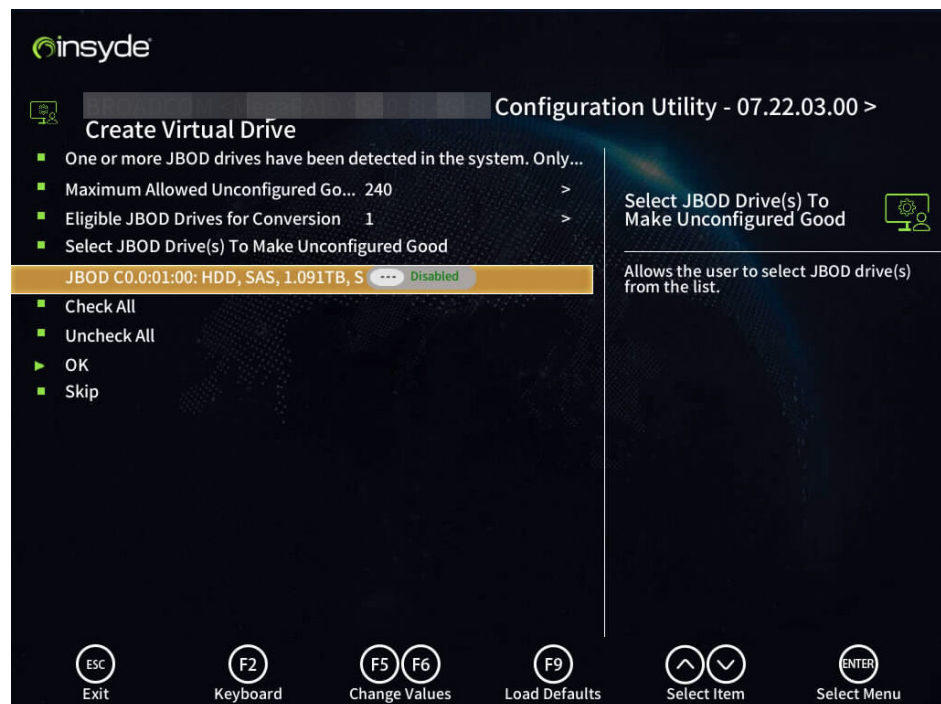 insyde
Configuration Utility - 07.22.03.00 >
Create Virtual Drive
One or more JBOD drives have been detected in the system. Only...
Maximum Allowed Unconfigured Go... 240 >
Eligible JBOD Drives for Conversion 1 >
Select JBOD Drive(s) To Make Unconfigured Good
JBOD C0.0:01:00: HDD, SAS, 1.091TB, S --- Disabled
Check All
Uncheck All
OK
Skip
Select JBOD Drive(s) To
Make Unconfigured Good
Allows the user to select JBOD drive(s)
from the list.
ESC F2 F5 F6 F9 ENTER
Exit Keyboard Change Values Load Defaults Select Item Select Menu